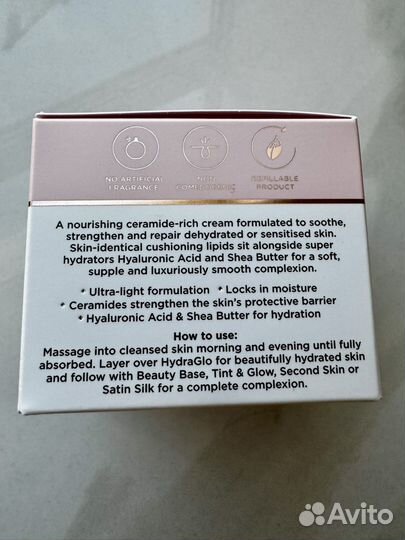 NO ARTIFICIAL
FRAGRANCE
NON
COMEDOGENIC
REFILLABLE
PRODUCT
A nourishing ceramide-rich cream formulated to soothe,
strengthen and repair dehydrated or sensitised skin.
Skin-identical cushioning lipids sit alongside super
hydrators Hyaluronic Acid and Shea Butter for a soft,
supple and luxuriously smooth complexion.
• Ultra-light formulation • Locks in moisture
• Ceramides strengthen the skin's protective barrier
• Hyaluronic Acid & Shea Butter for hydration
How to use:
Massage into cleansed skin morning and evening until fully
absorbed. Layer over HydraGlo for beautifully hydrated skin
and follow with Beauty Base, Tint & Glow, Second Skin or
Satin Silk for a complete complexion.
Avito